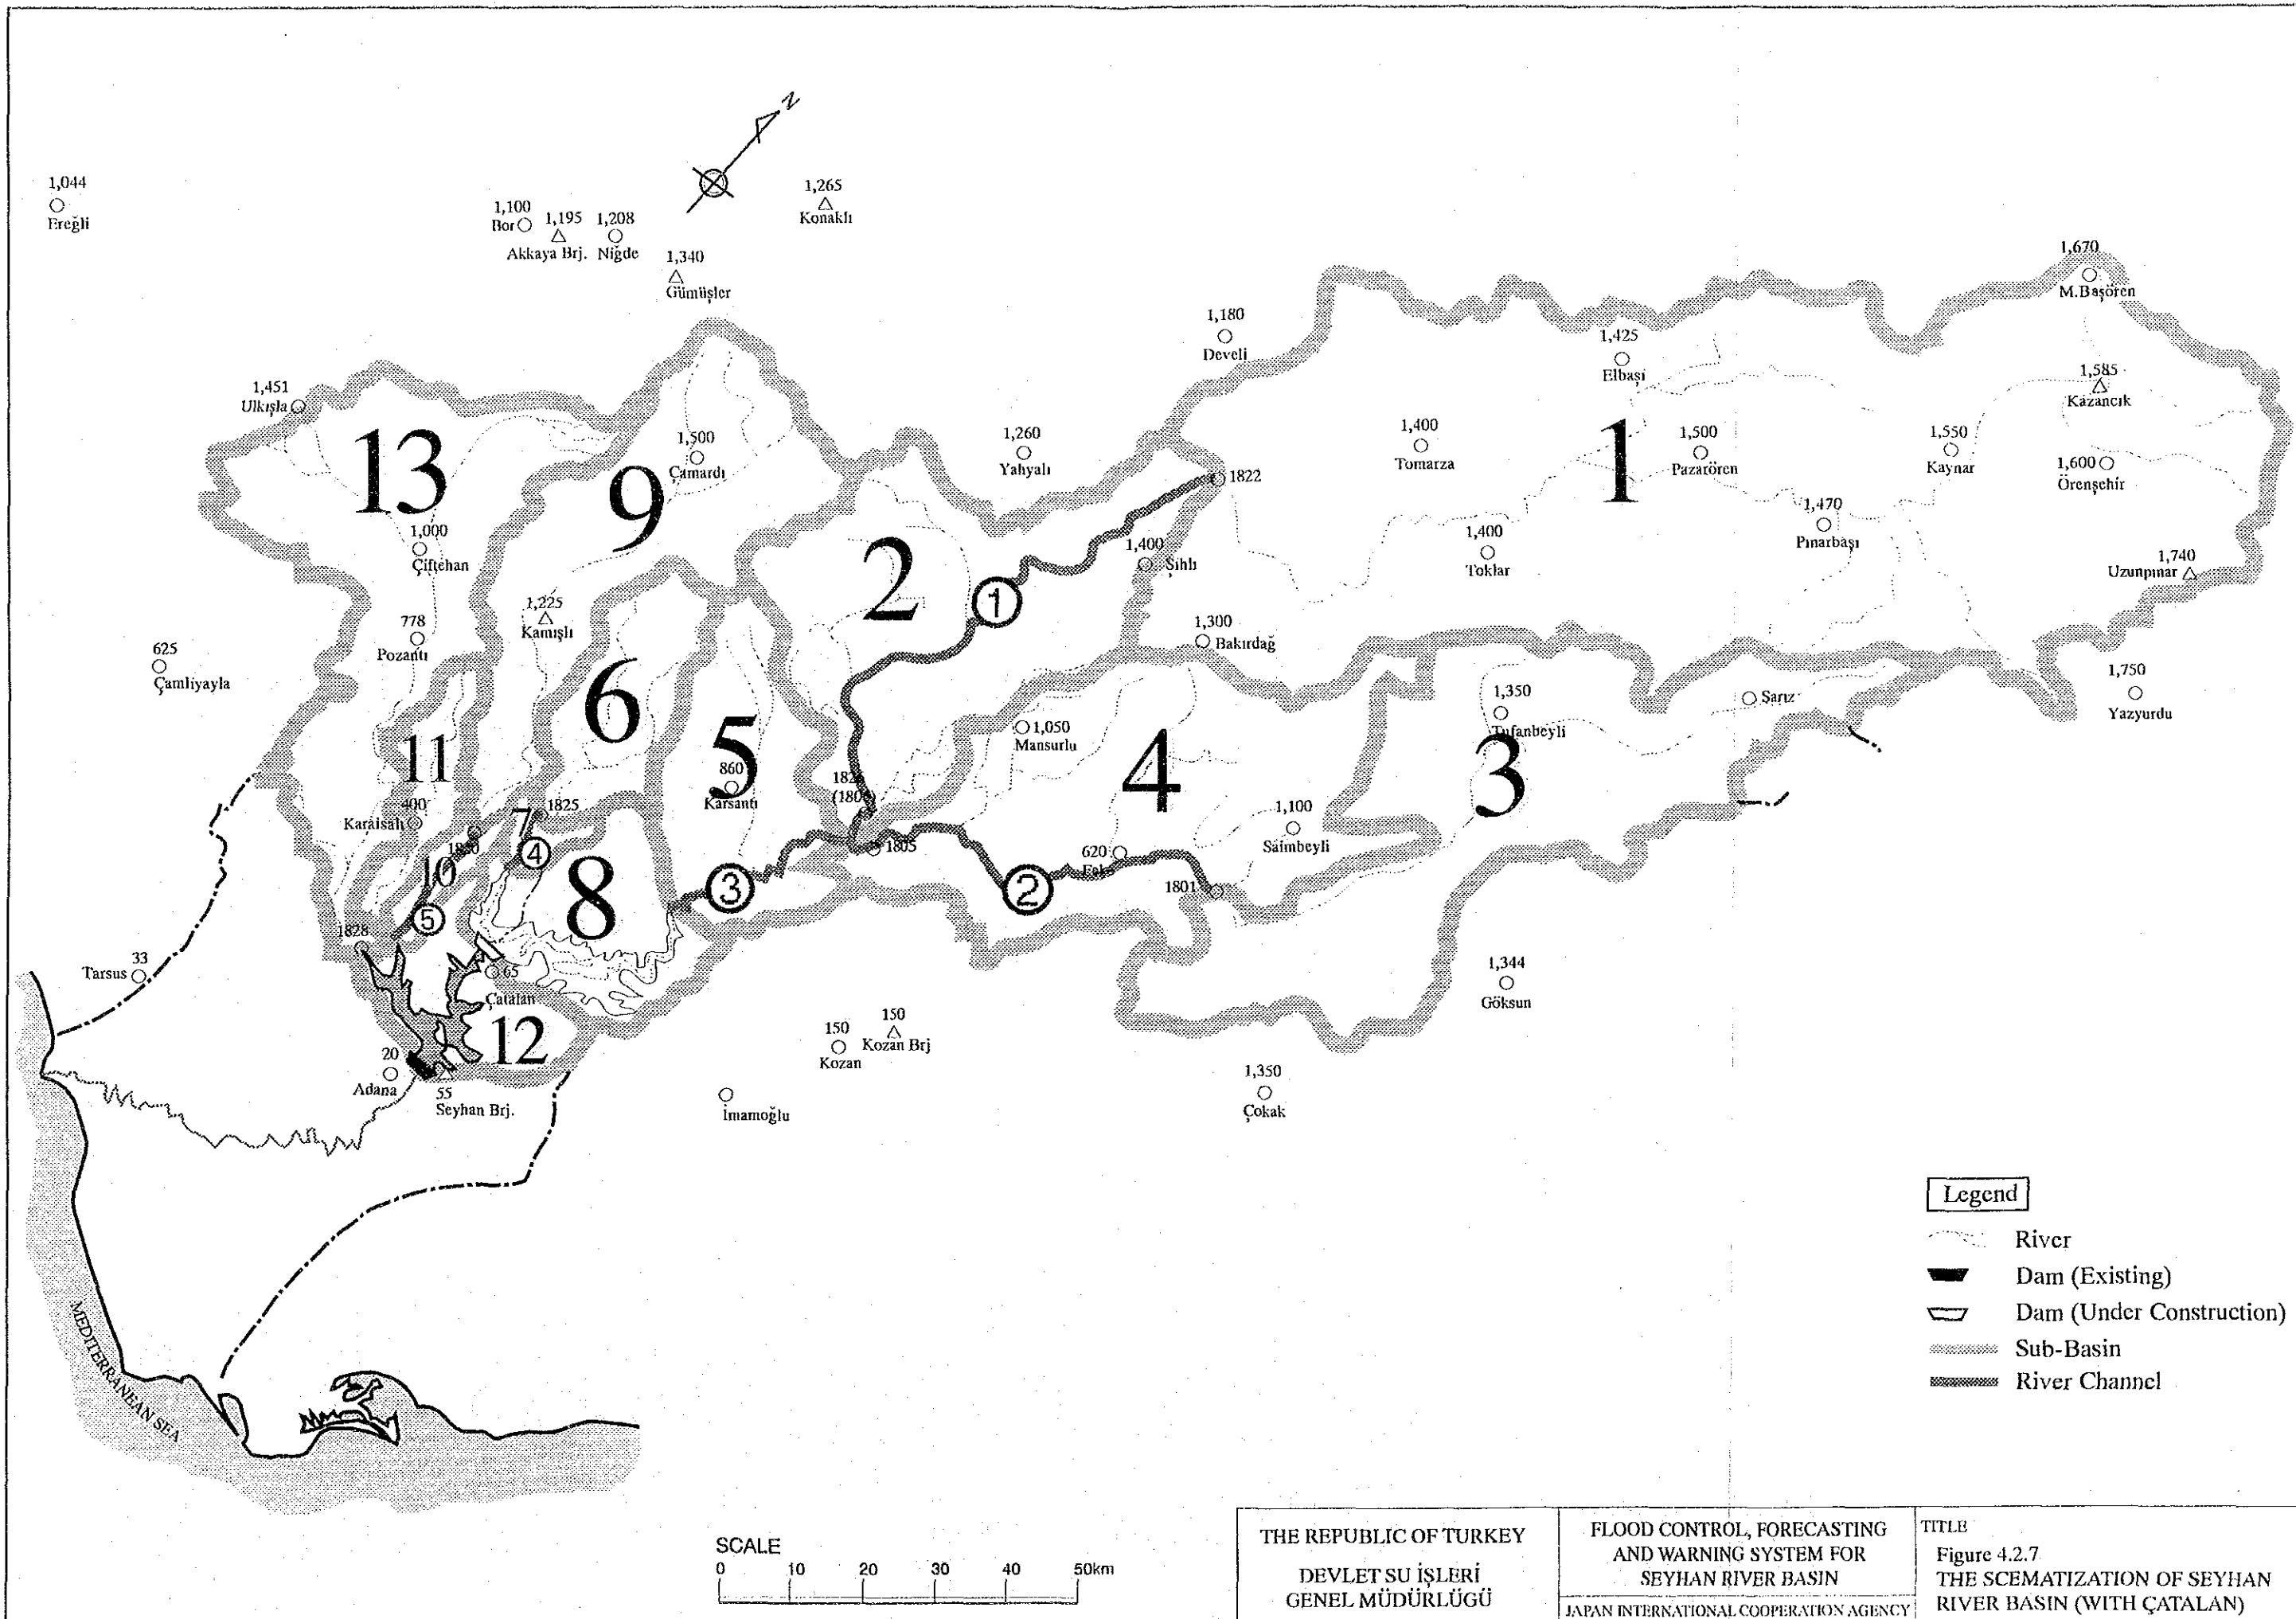 N
1,044
Ereğli
1,100
Bor
1,195
Akkaya Brj.
1,208
Niğde
1,265
Konaklı
1,340
Gümüşler
1,670
M.Başören
1,180
Develi
1,425
Elbaşı
1,585
Kazancık
1,451
Ulkışla
13
9
1,500
Çamardı
1,260
Yahyalı
1822
1,400
Tomarza
1
1,500
Pazarören
1,550
Kaynar
1,600
Örenşehir
1,000
Çiftehan
2
1
1,400
Şıhlı
1,400
Toklar
1,470
Pınarbaşı
1,740
Uzunpınar
778
Pozantı
1,225
Kamışlı
625
Çamliyayla
1,300
Bakırdağ
6
5
1,050
Mansurlu
4
1,350
Tufanbeyli
3
Sarız
1,750
Yazyurdu
11
860
Karsantı
400
Karaisalı
7
1825
4
10
5
8
3
1805
2
620
1,100
Saimbeyli
1801
1828
Tarsus
33
65
Çatalan
12
1,344
Göksun
20
Adana
55
Seyhan Brj.
150
Kozan
150
Kozan Brj
İmamoğlu
1,350
Çokak
MEDITERRANEAN SEA
Legend
River
Dam (Existing)
Dam (Under Construction)
Sub-Basin
River Channel
SCALE
0 10 20 30 40 50km
THE REPUBLIC OF TURKEY
DEVLET SU İŞLERİ
GENEL MÜDÜRLÜGÜ
FLOOD CONTROL, FORECASTING
AND WARNING SYSTEM FOR
SEYHAN RIVER BASIN
JAPAN INTERNATIONAL COOPERATION AGENCY
TITLE
Figure 4.2.7
THE SCEMATIZATION OF SEYHAN
RIVER BASIN (WITH ÇATALAN)